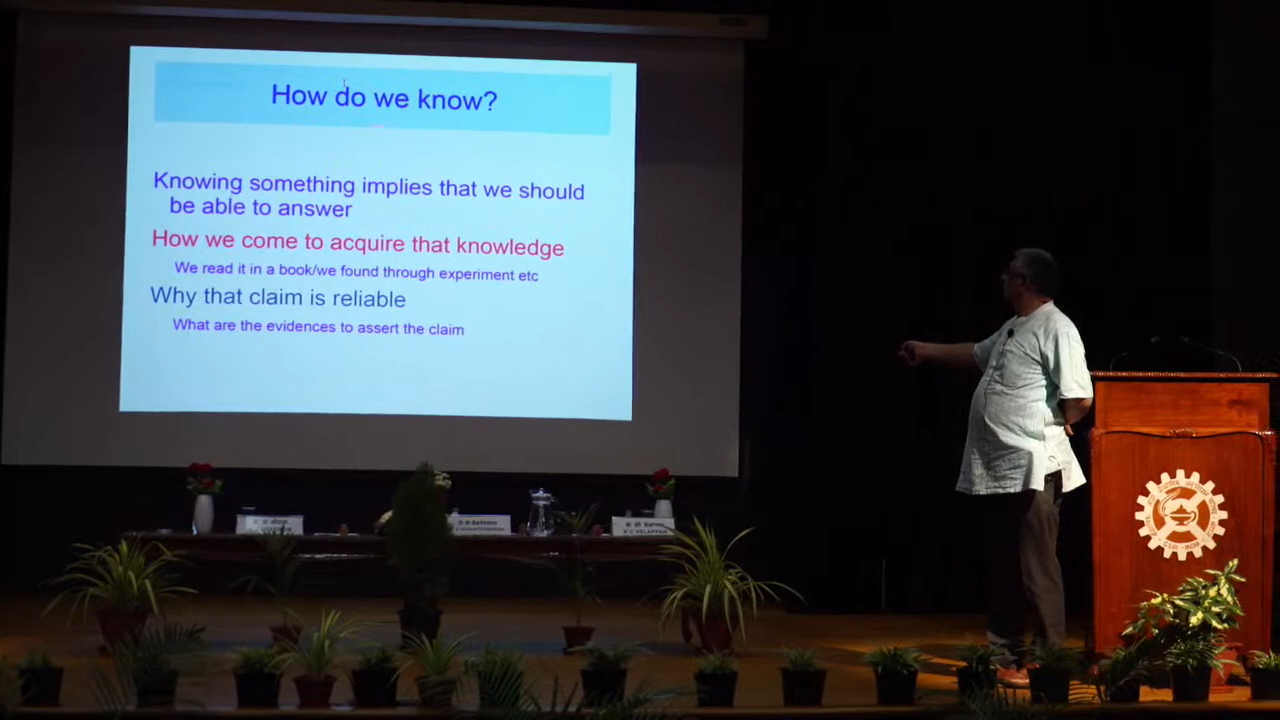 How do we know?
Knowing something implies that we should
be able to answer
How we come to acquire that knowledge
We read it in a book/we found through experiment etc
Why that claim is reliable
What are the evidences to assert the claim